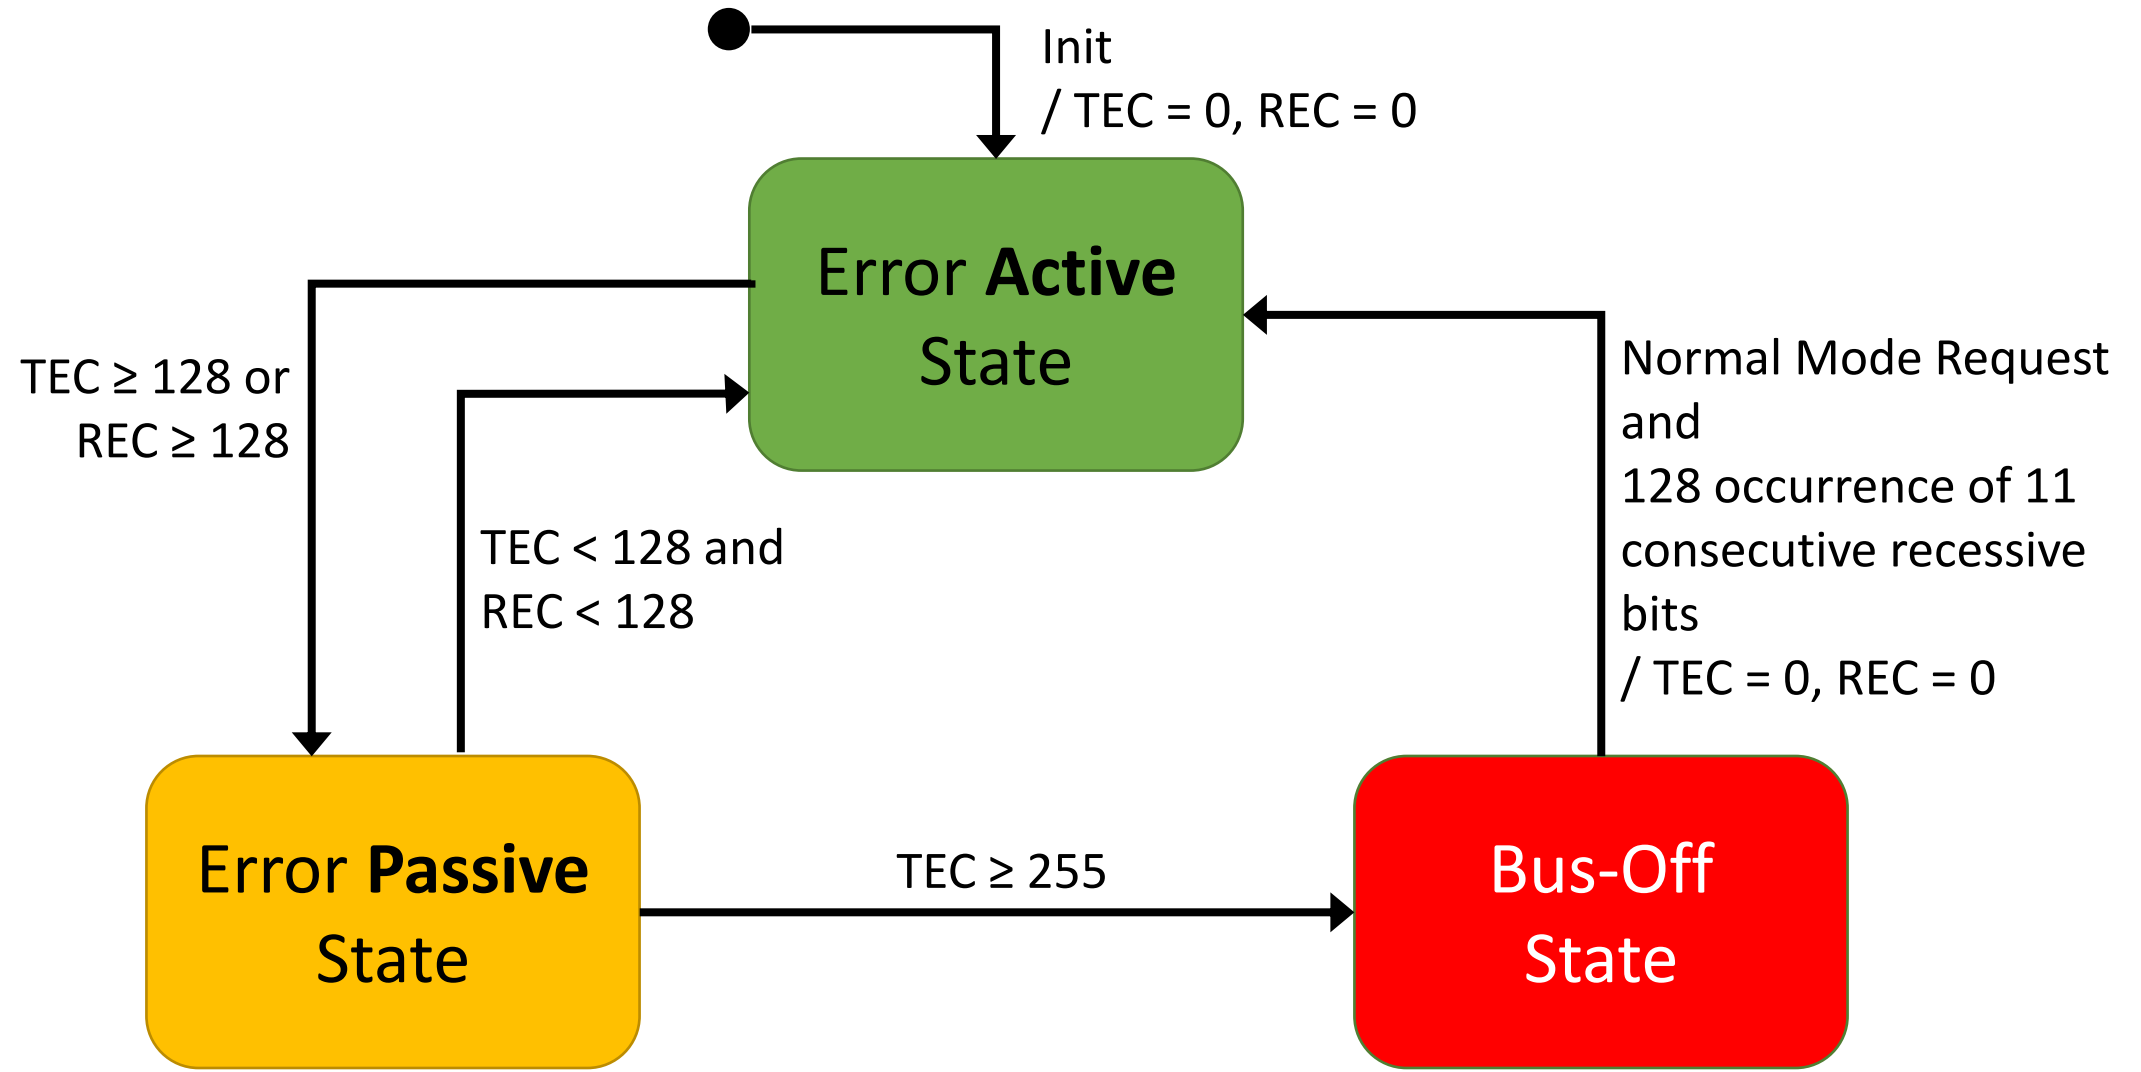 Init
/ TEC = 0, REC = 0
Error Active
State
TEC ≥ 128 or
REC ≥ 128
TEC < 128 and
REC < 128
Normal Mode Request
and
128 occurrence of 11
consecutive recessive
bits
/ TEC = 0, REC = 0
Error Passive
State
TEC ≥ 255
Bus-Off
State